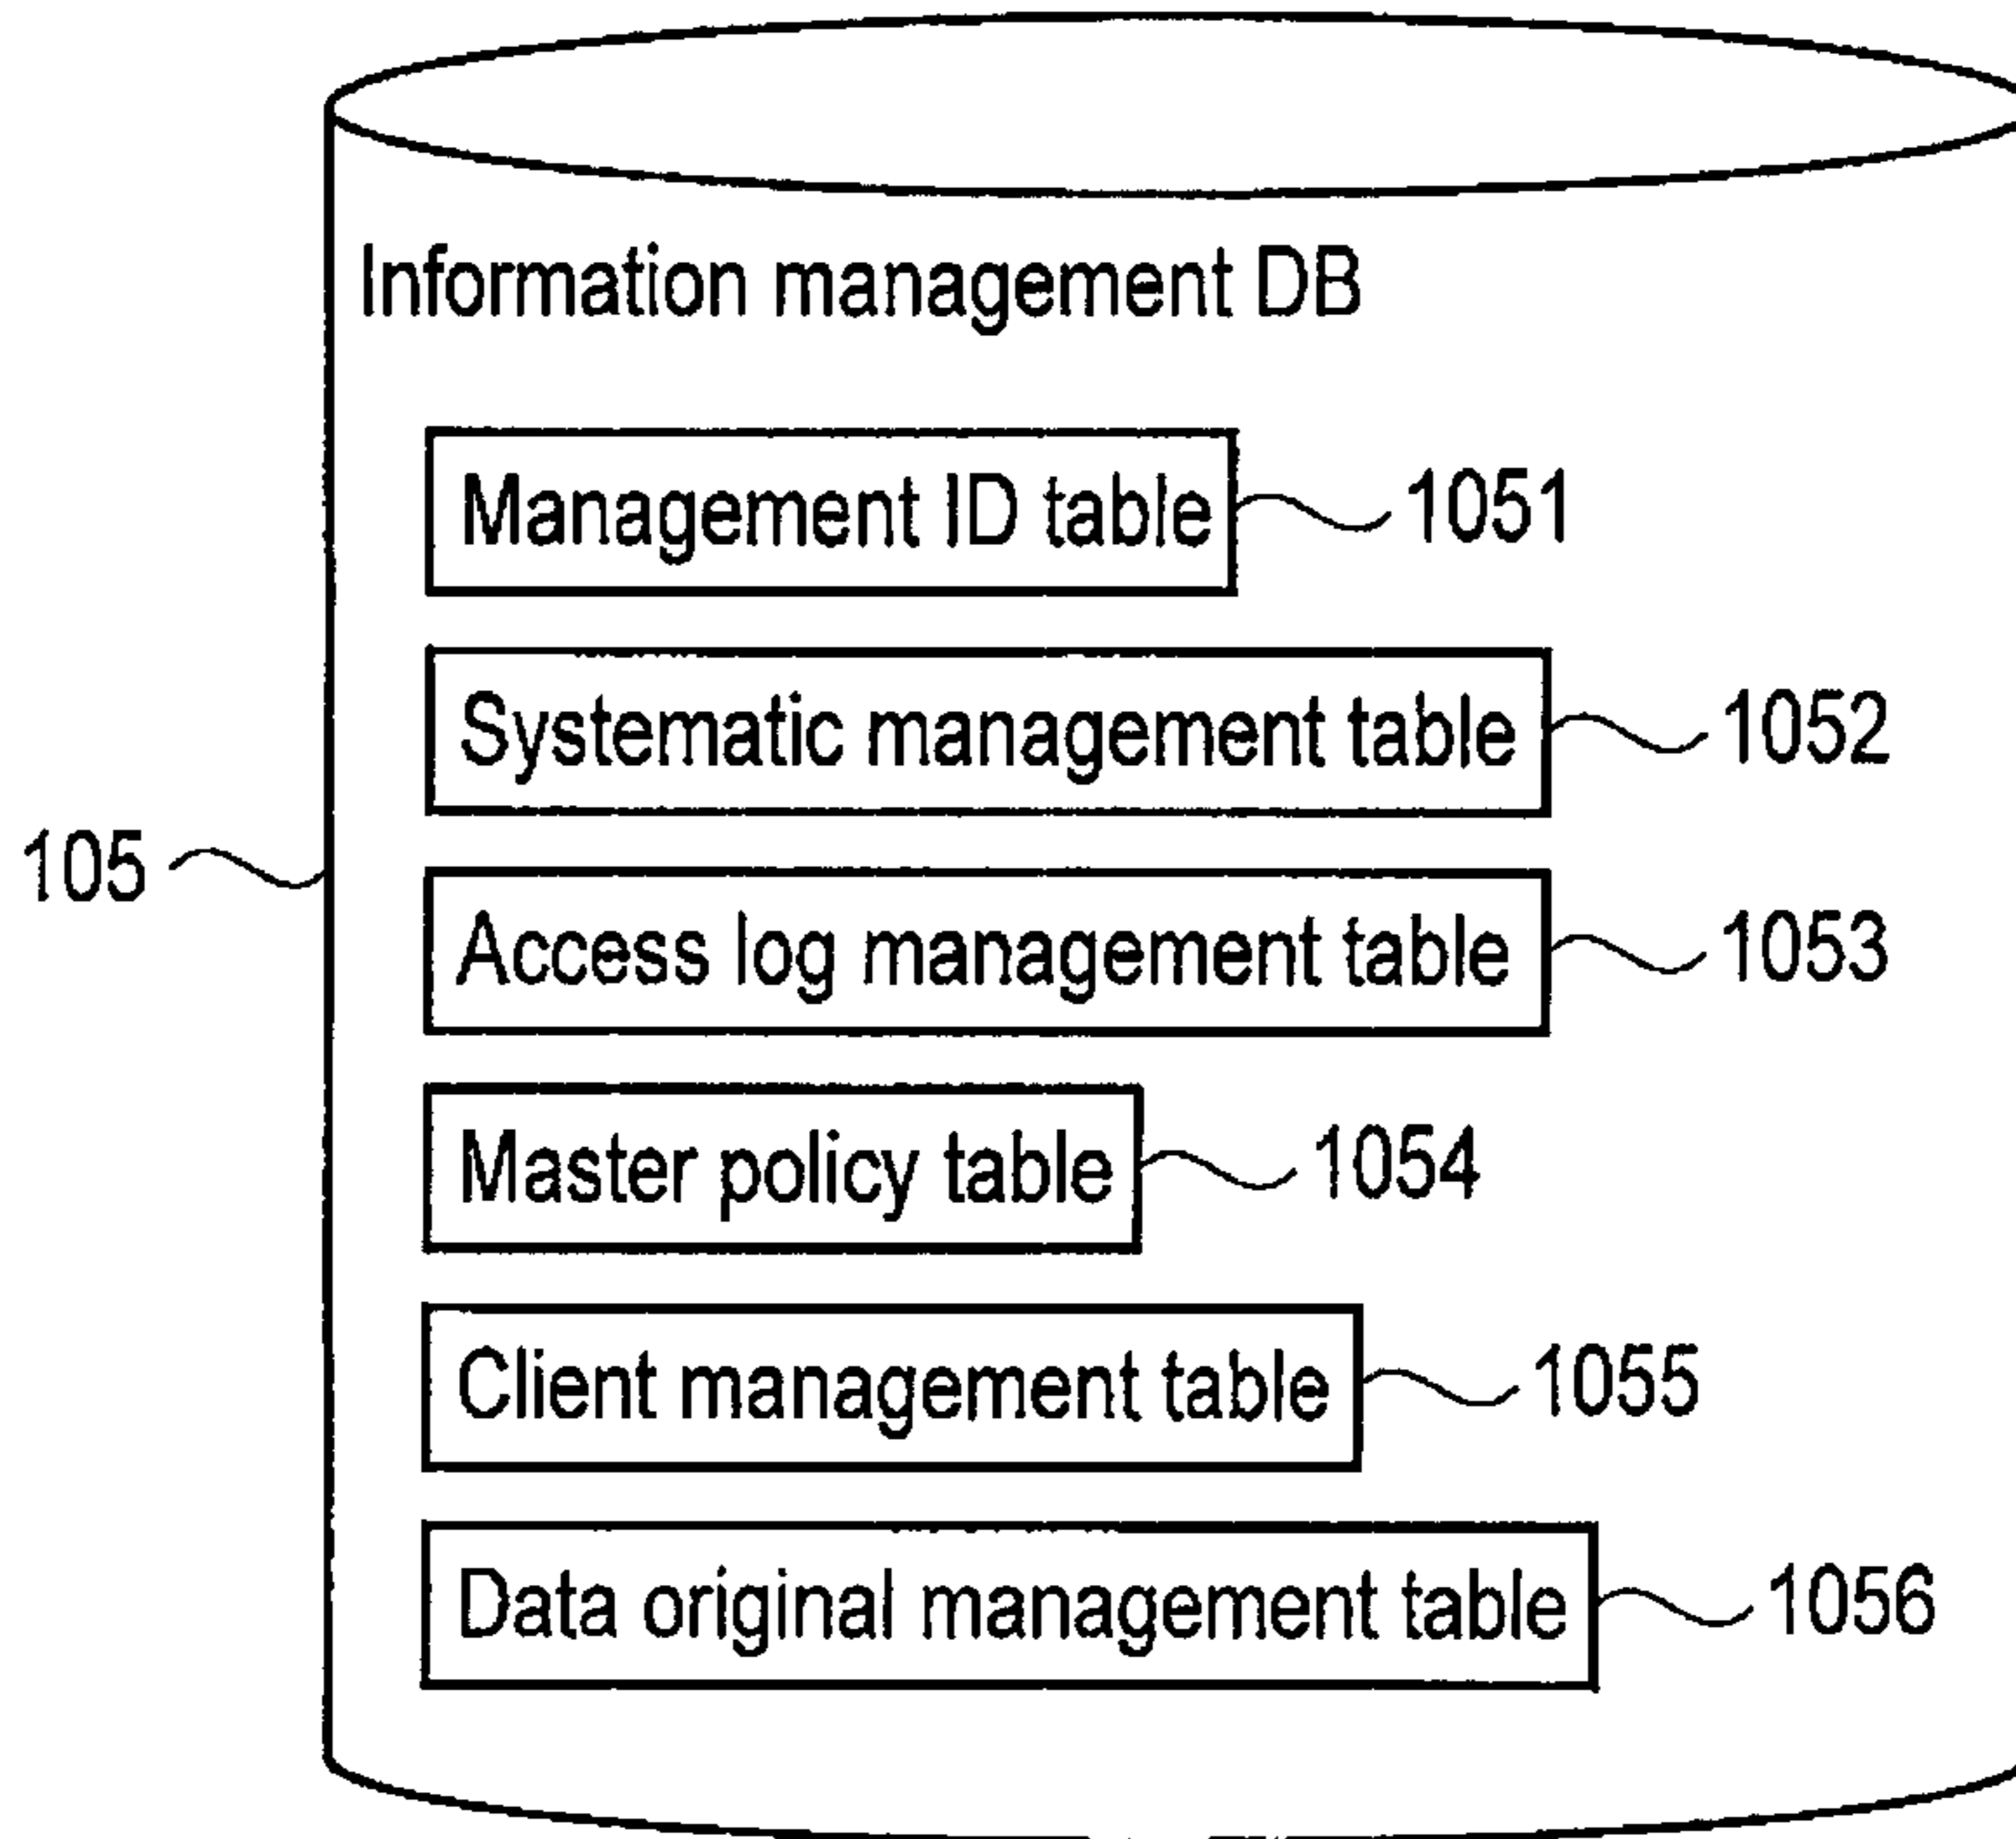 Information management DB
Management ID table 1051
Systematic management table 1052
105
Access log management table 1053
Master policy table 1054
Client management table 1055
Data original management table 1056